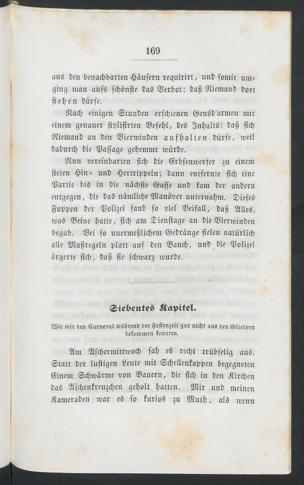 169
aus den benachbarten Häusern requirirt, und somit um-
ging man aufs schönste das Verbot: daß Niemand dort
stehen dürfe.
Nach einigen Stunden erschienen Gensd'armen mit
einem genauer stylisirten Befehl, des Inhalts: daß sich
Niemand an den Vierwinden aufhalten dürfe, weil
dadurch die Passage gehemmt würde.
Nun vereinbarten sich die Erbsenwerfer zu einem
steten Hin- und Hertrippeln; dann entfernte sich eine
Partie bis in die nächste Gasse und kam der andern
entgegen, die das nämliche Manöver unternahm. Dieses
Foppen der Polizei fand so viel Beifall, daß Alles,
was Beine hatte, sich am Dienstage an die Vierwinden
begab. Bei so unermeßlichem Gedränge fielen natürlich
alle Maßregeln platt auf den Bauch, und die Polizei
ärgerte sich, daß sie schwarz wurde.
Siebentes Kapitel.
Wie wir den Carneval während der Fastenzeit gar nicht aus den Gliedern
bekommen konnten.
Am Aschermittwoch sah es recht trübselig aus.
Statt der lustigen Leute mit Schellenkappen begegneten
Einem Schwärme von Bauern, die sich in den Kirchen
das Aschenkreuzchen geholt hatten. Mir und meinen
Kameraden war es so kurios zu Muth, als wenn